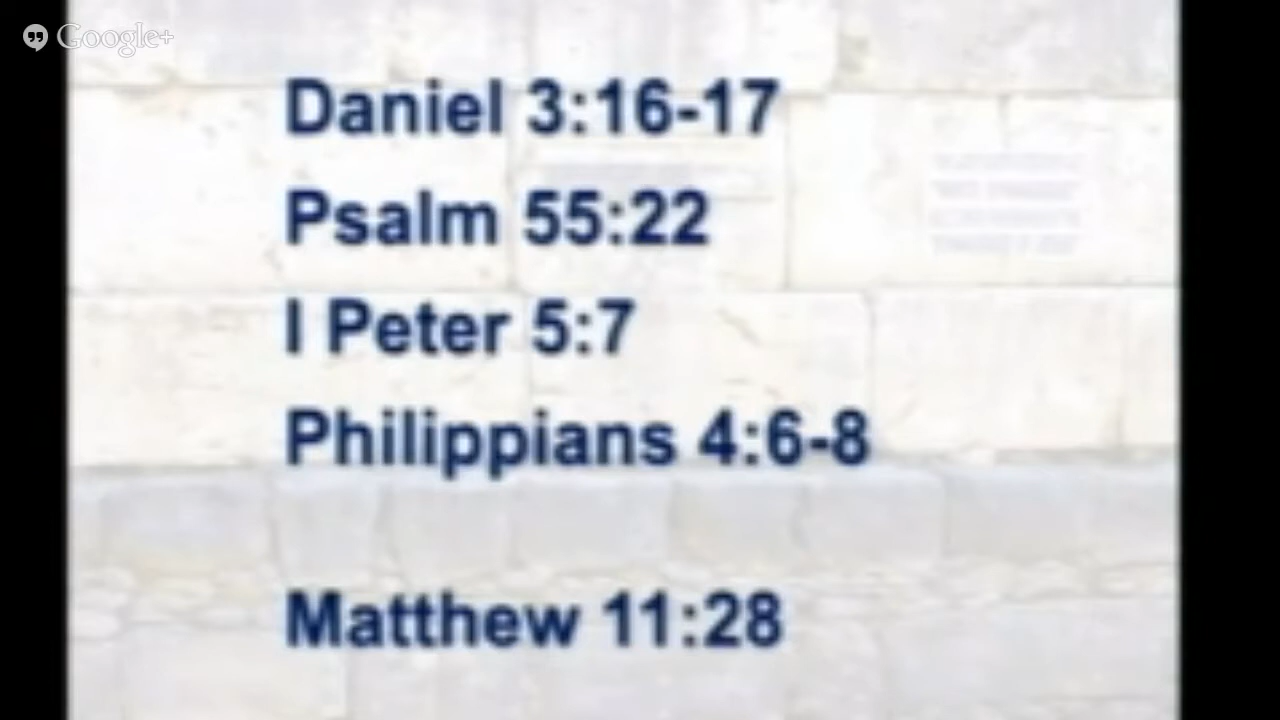 Google+
Daniel 3:16-17
Psalm 55:22
I Peter 5:7
Philippians 4:6-8
Matthew 11:28